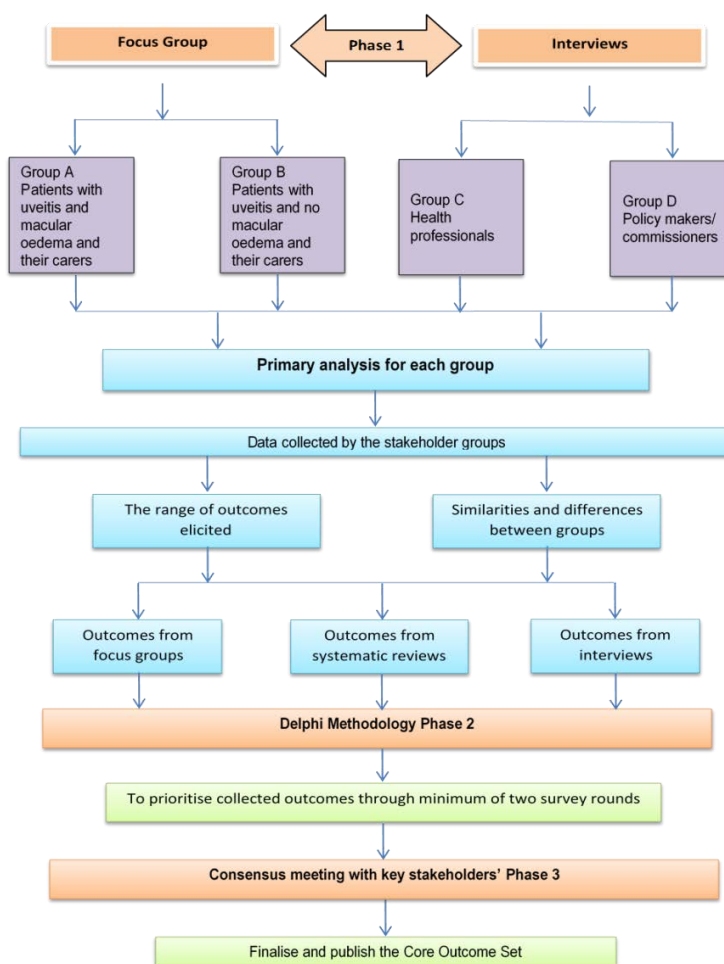 Focus Group
Phase 1
Interviews
Group A
Patients with
uveitis and
macular
oedema and
their carers
Group B
Patients with
uveitis and no
macular
oedema and
their carers
Group C
Health
professionals
Group D
Policy makers/
commissioners
Primary analysis for each group
Data collected by the stakeholder groups
The range of outcomes
elicited
Similarities and differences
between groups
Outcomes from
focus groups
Outcomes from
systematic reviews
Outcomes from
interviews
Delphi Methodology Phase 2
To prioritise collected outcomes through minimum of two survey rounds
Consensus meeting with key stakeholders’ Phase 3
Finalise and publish the Core Outcome Set